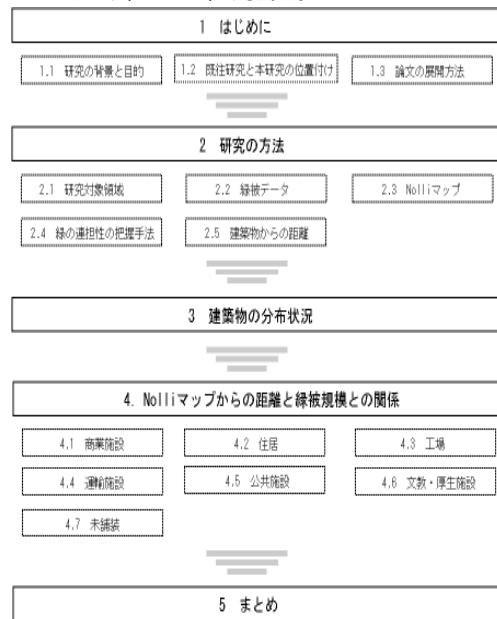 1 はじめに
1.1 研究の背景と目的
1.2 既往研究と本研究の位置付け
1.3 論文の展開方法
2 研究の方法
2.1 研究対象領域
2.2 緑被データ
2.3 Nolliマップ
2.4 緑の連担性の把握手法
2.5 建築物からの距離
3 建築物の分布状況
4. Nolliマップからの距離と緑被規模との関係
4.1 商業施設
4.2 住居
4.3 工場
4.4 運輸施設
4.5 公共施設
4.6 文教・厚生施設
4.7 未舗装
5 まとめ